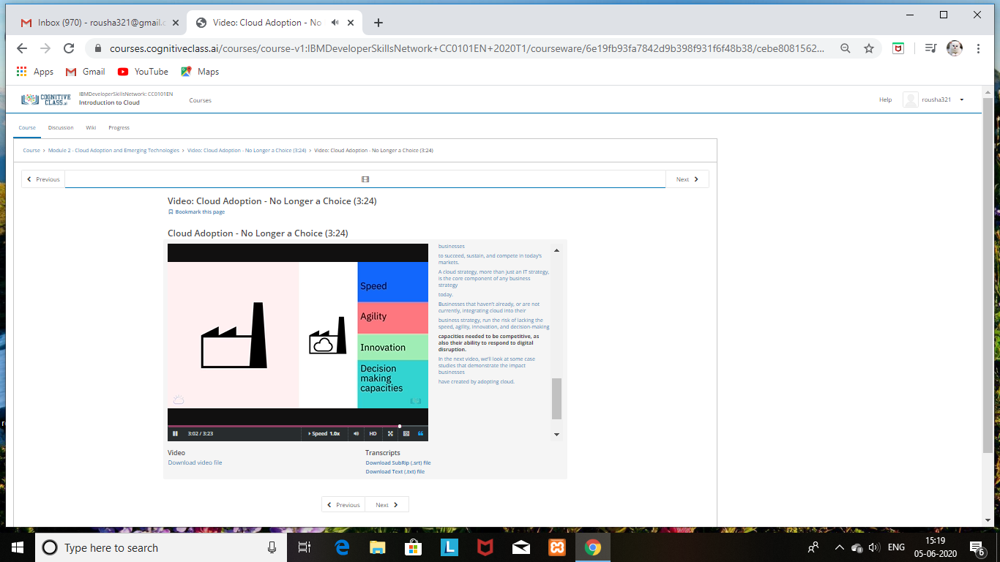 Inbox (970) - rousha321@gmail.c
Video: Cloud Adoption - No
courses.cognitiveclass.ai/courses/course-v1:IBMDeveloperSkillsNetwork+CC0101EN+2020T1/courseware/6e19fb93fa7842d9b398f931f6f48b38/cebe8081562...
Apps
Gmail
YouTube
Maps
COGNITIVE
CLASS.ai
IBMDeveloperSkillsNetwork: CC0101EN
Introduction to Cloud
Courses
Help
rousha321
Course
Discussion
Wiki
Progress
Course > Module 2 - Cloud Adoption and Emerging Technologies > Video: Cloud Adoption - No Longer a Choice (3:24) > Video: Cloud Adoption - No Longer a Choice (3:24)
Previous
Next
Video: Cloud Adoption - No Longer a Choice (3:24)
Bookmark this page
Cloud Adoption - No Longer a Choice (3:24)
Speed
Agility
Innovation
Decision
making
capacities
3:02 / 3:23
Speed 1.0x
HD
businesses
to succeed, sustain, and compete in today's
markets.
A cloud strategy, more than just an IT strategy,
is the core component of any business
strategy
today.
Businesses that haven't already, or are not
currently, integrating cloud into their
business strategy, run the risk of lacking the
speed, agility, innovation, and decision-making
capacities needed to be competitive, as
also their ability to respond to digital
disruption.
In the next video, we'll look at some case
studies that demonstrate the impact
businesses
have created by adopting cloud.
Video
Download video file
Transcripts
Download SubRip (.srt) file
Download Text (.txt) file
Previous
Next
Type here to search
L
ENG
15:19
05-06-2020
6